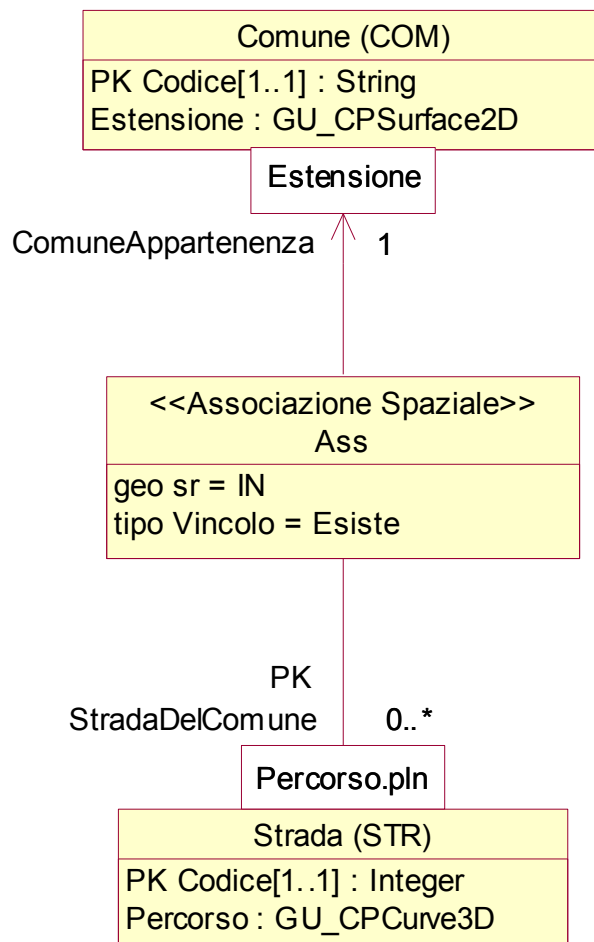 Comune (COM)
PK Codice[1..1] : String
Estensione : GU_CPSurface2D
Estensione
ComuneAppartenenza 1
<<Associazione Spaziale>>
Ass
geo sr = IN
tipo Vincolo = Esiste
PK
StradaDelComune 0..*
Percorso.pln
Strada (STR)
PK Codice[1..1] : Integer
Percorso : GU_CPCurve3D